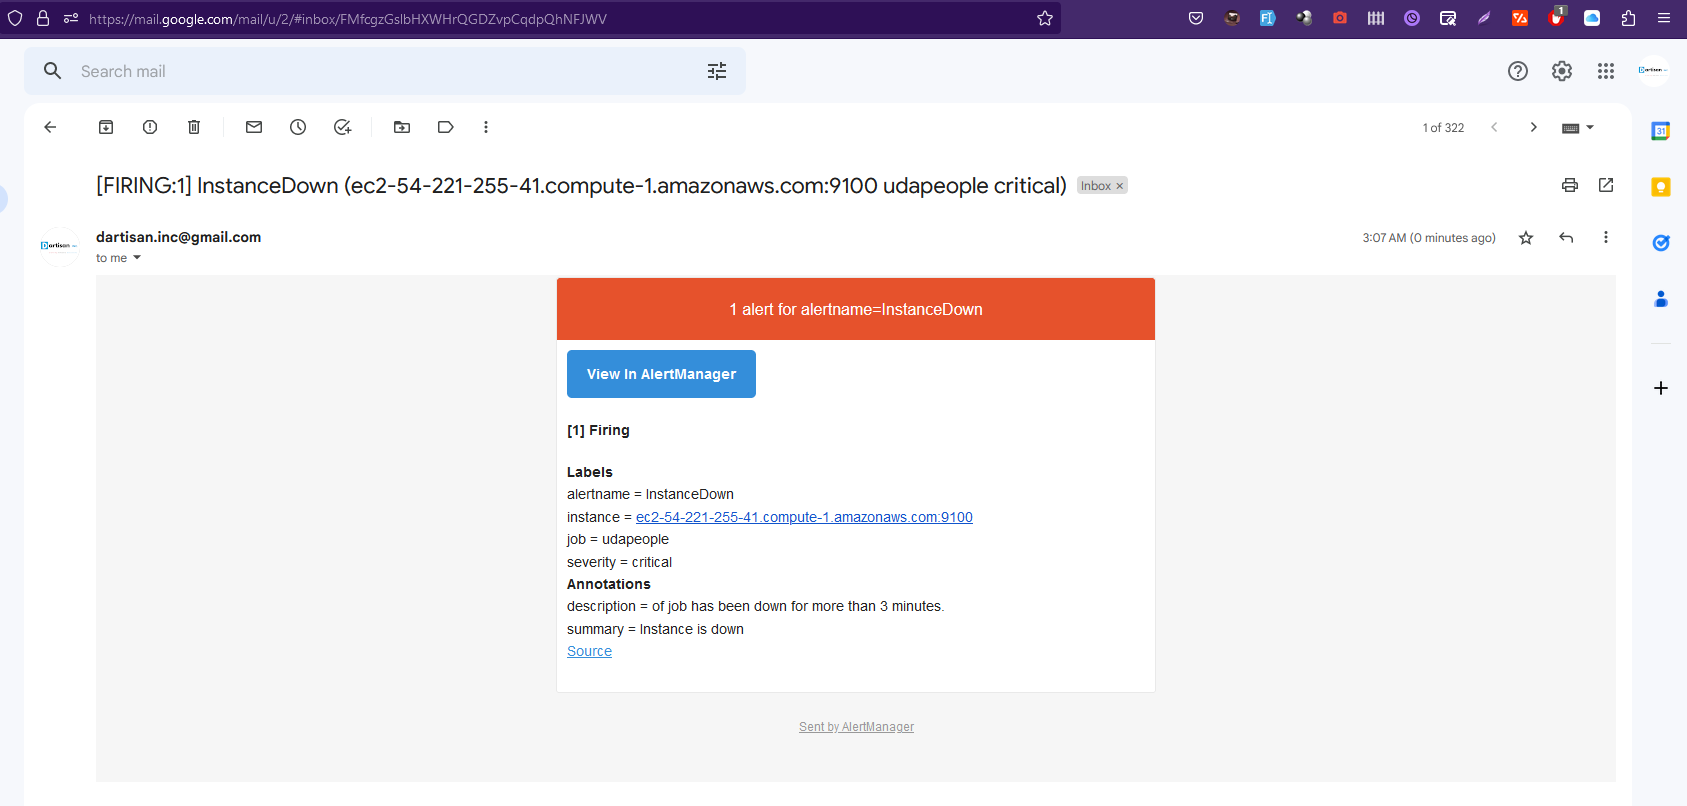 https://mail.google.com/mail/u/2/#inbox/FMfcgzGslbHXWHrQGDZvpCqdpQhNFJWV
1
Search mail
Dartisan
1 of 322
31
[FIRING:1] InstanceDown (ec2-54-221-255-41.compute-1.amazonaws.com:9100 udapeople critical)
Inbox ×
Dartisan
dartisan.inc@gmail.com
3:07 AM (0 minutes ago)
to me
1 alert for alertname=InstanceDown
View In AlertManager
[1] Firing
Labels
alertname = InstanceDown
instance = ec2-54-221-255-41.compute-1.amazonaws.com:9100
job = udapeople
severity = critical
Annotations
description = of job has been down for more than 3 minutes.
summary = Instance is down
Source
Sent by AlertManager